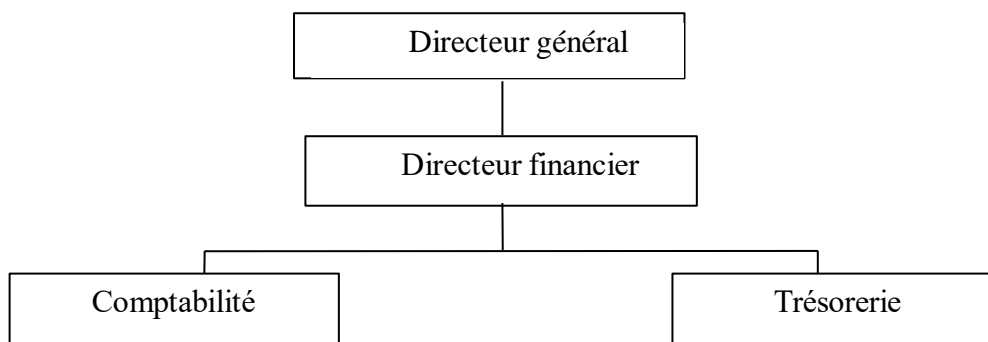 Directeur général
Directeur financier
Comptabilité
Trésorerie